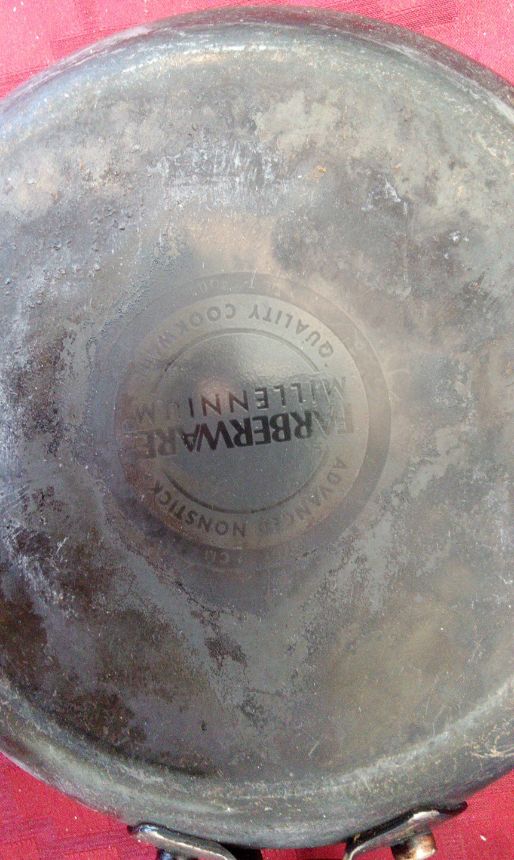 FARBERWARE
MILLENNIUM
ADVANCED NONSTICK
QUALITY COOKWARE